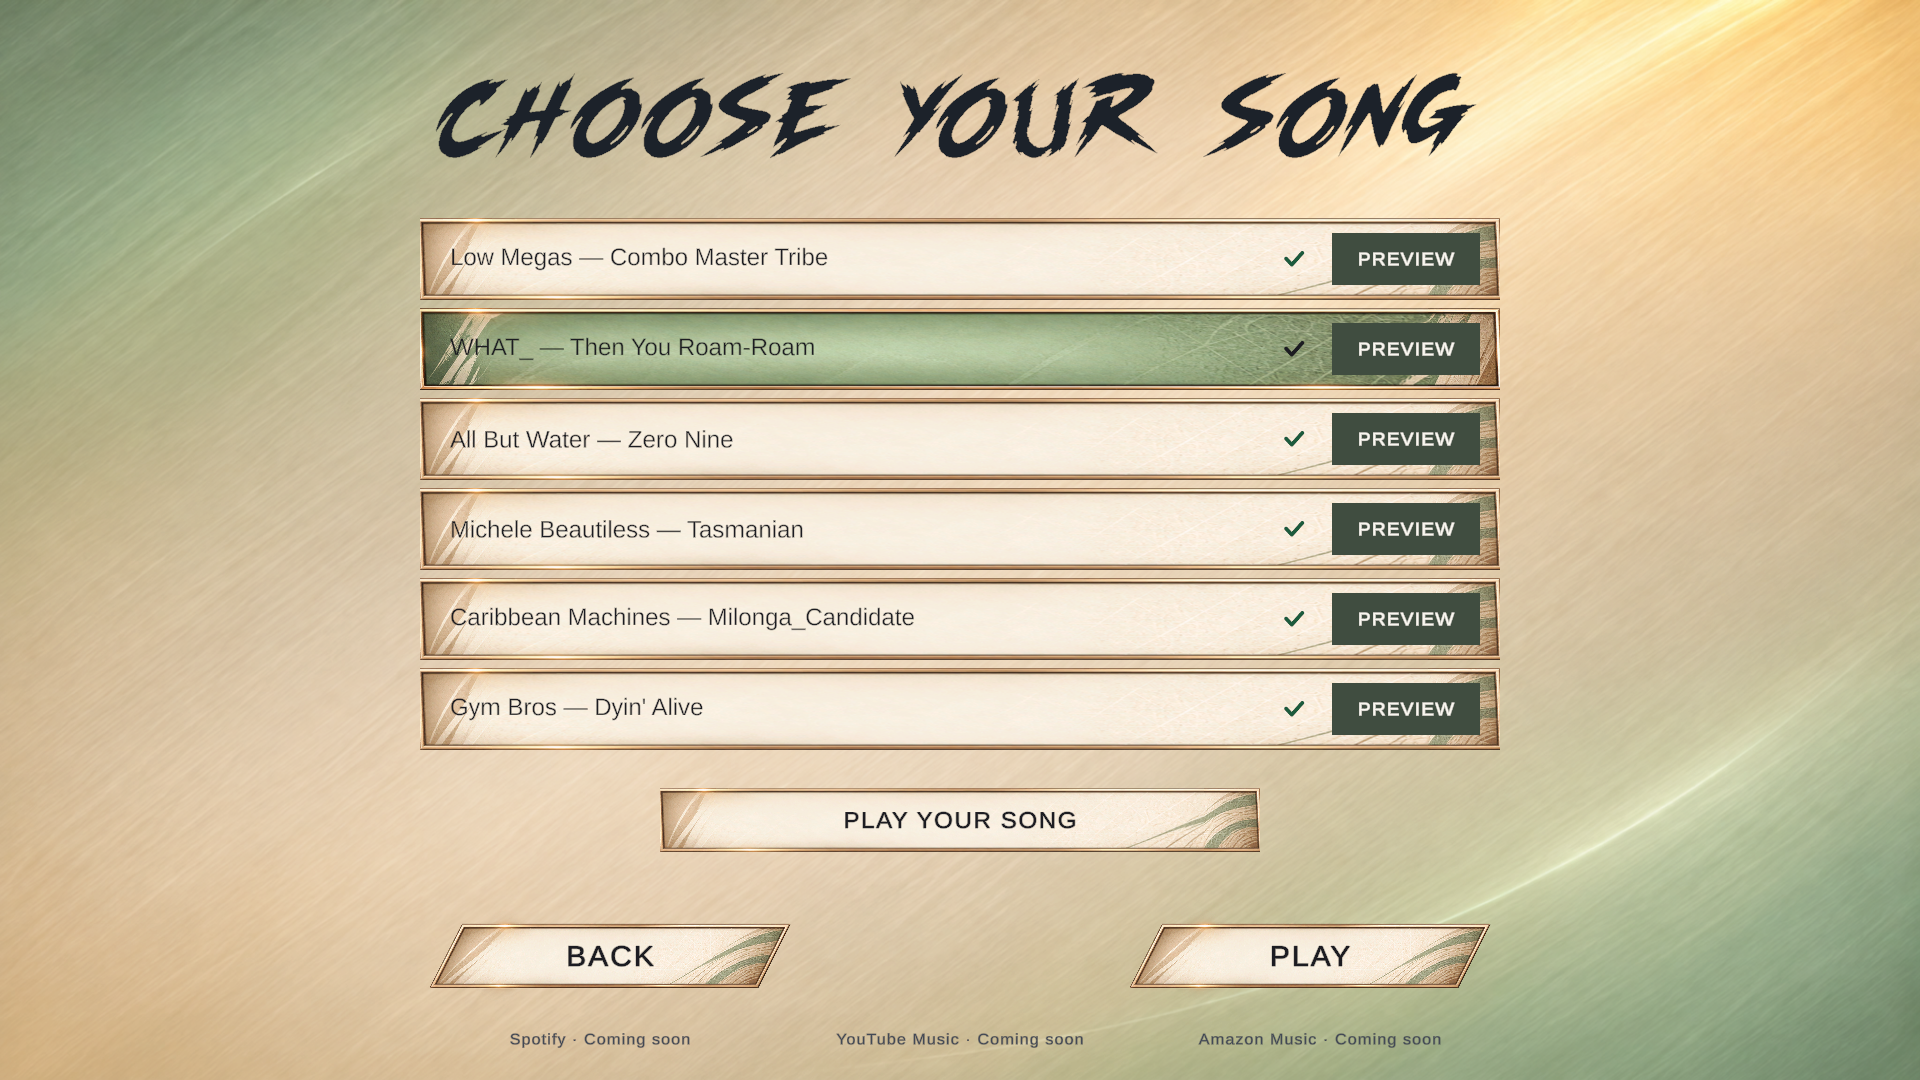 CHOOSE YOUR SONG
Low Megas — Combo Master Tribe PREVIEW
WHAT_ — Then You Roam-Roam PREVIEW
All But Water — Zero Nine PREVIEW
Michele Beautiless — Tasmanian PREVIEW
Caribbean Machines — Milonga_Candidate PREVIEW
Gym Bros — Dyin' Alive PREVIEW
PLAY YOUR SONG
BACK PLAY
Spotify · Coming soon YouTube Music · Coming soon Amazon Music · Coming soon